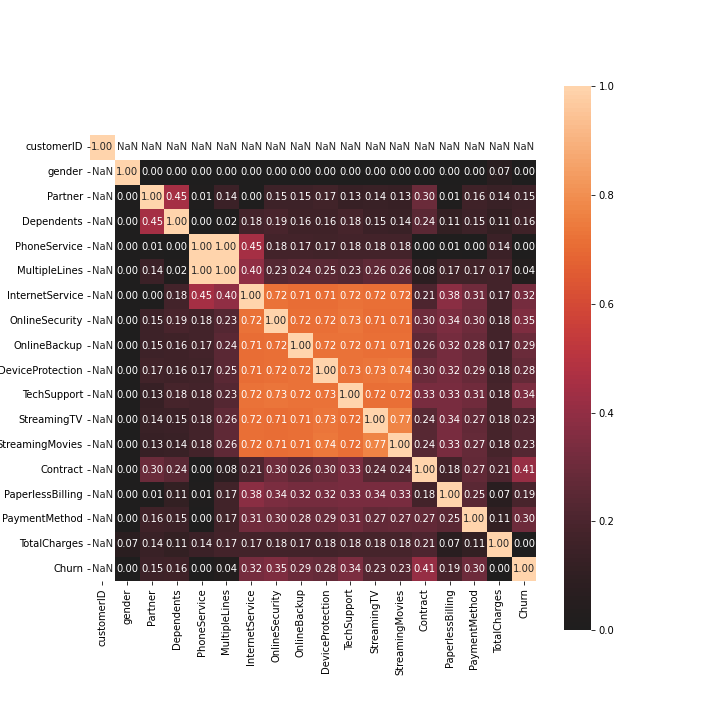 customerID 1.00 NaN NaN NaN NaN NaN NaN NaN NaN NaN NaN NaN NaN NaN NaN NaN NaN NaN
gender NaN 1.00 0.00 0.00 0.00 0.00 0.00 0.00 0.00 0.00 0.00 0.00 0.00 0.00 0.00 0.00 0.07 0.00
Partner NaN 0.00 1.00 0.45 0.01 0.14 0.00 0.15 0.15 0.17 0.13 0.14 0.13 0.30 0.01 0.16 0.14 0.15
Dependents NaN 0.00 0.45 1.00 0.00 0.02 0.18 0.19 0.16 0.16 0.18 0.15 0.14 0.24 0.11 0.15 0.11 0.16
PhoneService NaN 0.00 0.01 0.00 1.00 1.00 0.45 0.18 0.17 0.17 0.18 0.18 0.18 0.00 0.01 0.00 0.14 0.00
MultipleLines NaN 0.00 0.14 0.02 1.00 1.00 0.40 0.23 0.24 0.25 0.23 0.26 0.26 0.08 0.17 0.17 0.17 0.04
InternetService NaN 0.00 0.00 0.18 0.45 0.40 1.00 0.72 0.71 0.71 0.72 0.72 0.72 0.21 0.38 0.31 0.17 0.32
OnlineSecurity NaN 0.00 0.15 0.19 0.18 0.23 0.72 1.00 0.72 0.72 0.73 0.71 0.71 0.30 0.34 0.30 0.18 0.35
OnlineBackup NaN 0.00 0.15 0.16 0.17 0.24 0.71 0.72 1.00 0.72 0.72 0.71 0.71 0.26 0.32 0.28 0.17 0.29
DeviceProtection NaN 0.00 0.17 0.16 0.17 0.25 0.71 0.72 0.72 1.00 0.73 0.73 0.74 0.30 0.32 0.29 0.18 0.28
TechSupport NaN 0.00 0.13 0.18 0.18 0.23 0.72 0.73 0.72 0.73 1.00 0.72 0.72 0.33 0.33 0.31 0.18 0.34
StreamingTV NaN 0.00 0.14 0.15 0.18 0.26 0.72 0.71 0.71 0.73 0.72 1.00 0.77 0.24 0.34 0.27 0.18 0.23
StreamingMovies NaN 0.00 0.13 0.14 0.18 0.26 0.72 0.71 0.71 0.74 0.72 0.77 1.00 0.24 0.33 0.27 0.18 0.23
Contract NaN 0.00 0.30 0.24 0.00 0.08 0.21 0.30 0.26 0.30 0.33 0.24 0.24 1.00 0.18 0.27 0.21 0.41
PaperlessBilling NaN 0.00 0.01 0.11 0.01 0.17 0.38 0.34 0.32 0.32 0.33 0.34 0.33 0.18 1.00 0.25 0.07 0.19
PaymentMethod NaN 0.00 0.16 0.15 0.00 0.17 0.31 0.30 0.28 0.29 0.31 0.27 0.27 0.27 0.25 1.00 0.11 0.30
TotalCharges NaN 0.07 0.14 0.11 0.14 0.17 0.17 0.18 0.17 0.18 0.18 0.18 0.18 0.21 0.07 0.11 1.00 0.00
Churn NaN 0.00 0.15 0.16 0.00 0.04 0.32 0.35 0.29 0.28 0.34 0.23 0.23 0.41 0.19 0.30 0.00 1.00
customerID
gender
Partner
Dependents
PhoneService
MultipleLines
InternetService
OnlineSecurity
OnlineBackup
DeviceProtection
TechSupport
StreamingTV
StreamingMovies
Contract
PaperlessBilling
PaymentMethod
TotalCharges
Churn
1.0
0.8
0.6
0.4
0.2
0.0